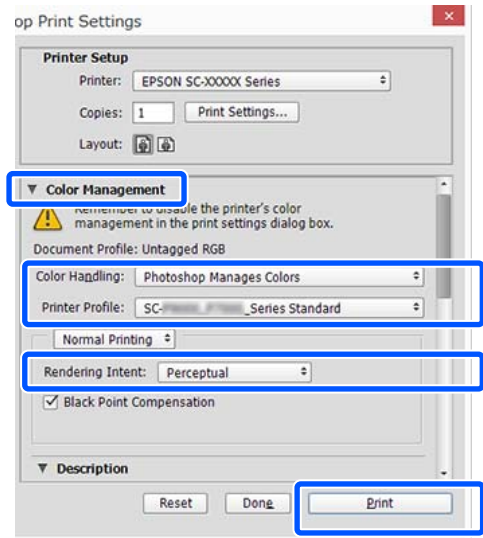 op Print Settings
Printer Setup
Printer: EPSON SC-XXXXX Series
Copies: 1 Print Settings...
Layout:
Color Management
Remember to disable the printer's color
management in the print settings dialog box.
Document Profile: Untagged RGB
Color Handling: Photoshop Manages Colors
Printer Profile: SC- _Series Standard
Normal Printing
Rendering Intent: Perceptual
Black Point Compensation
Description
Reset Done Print